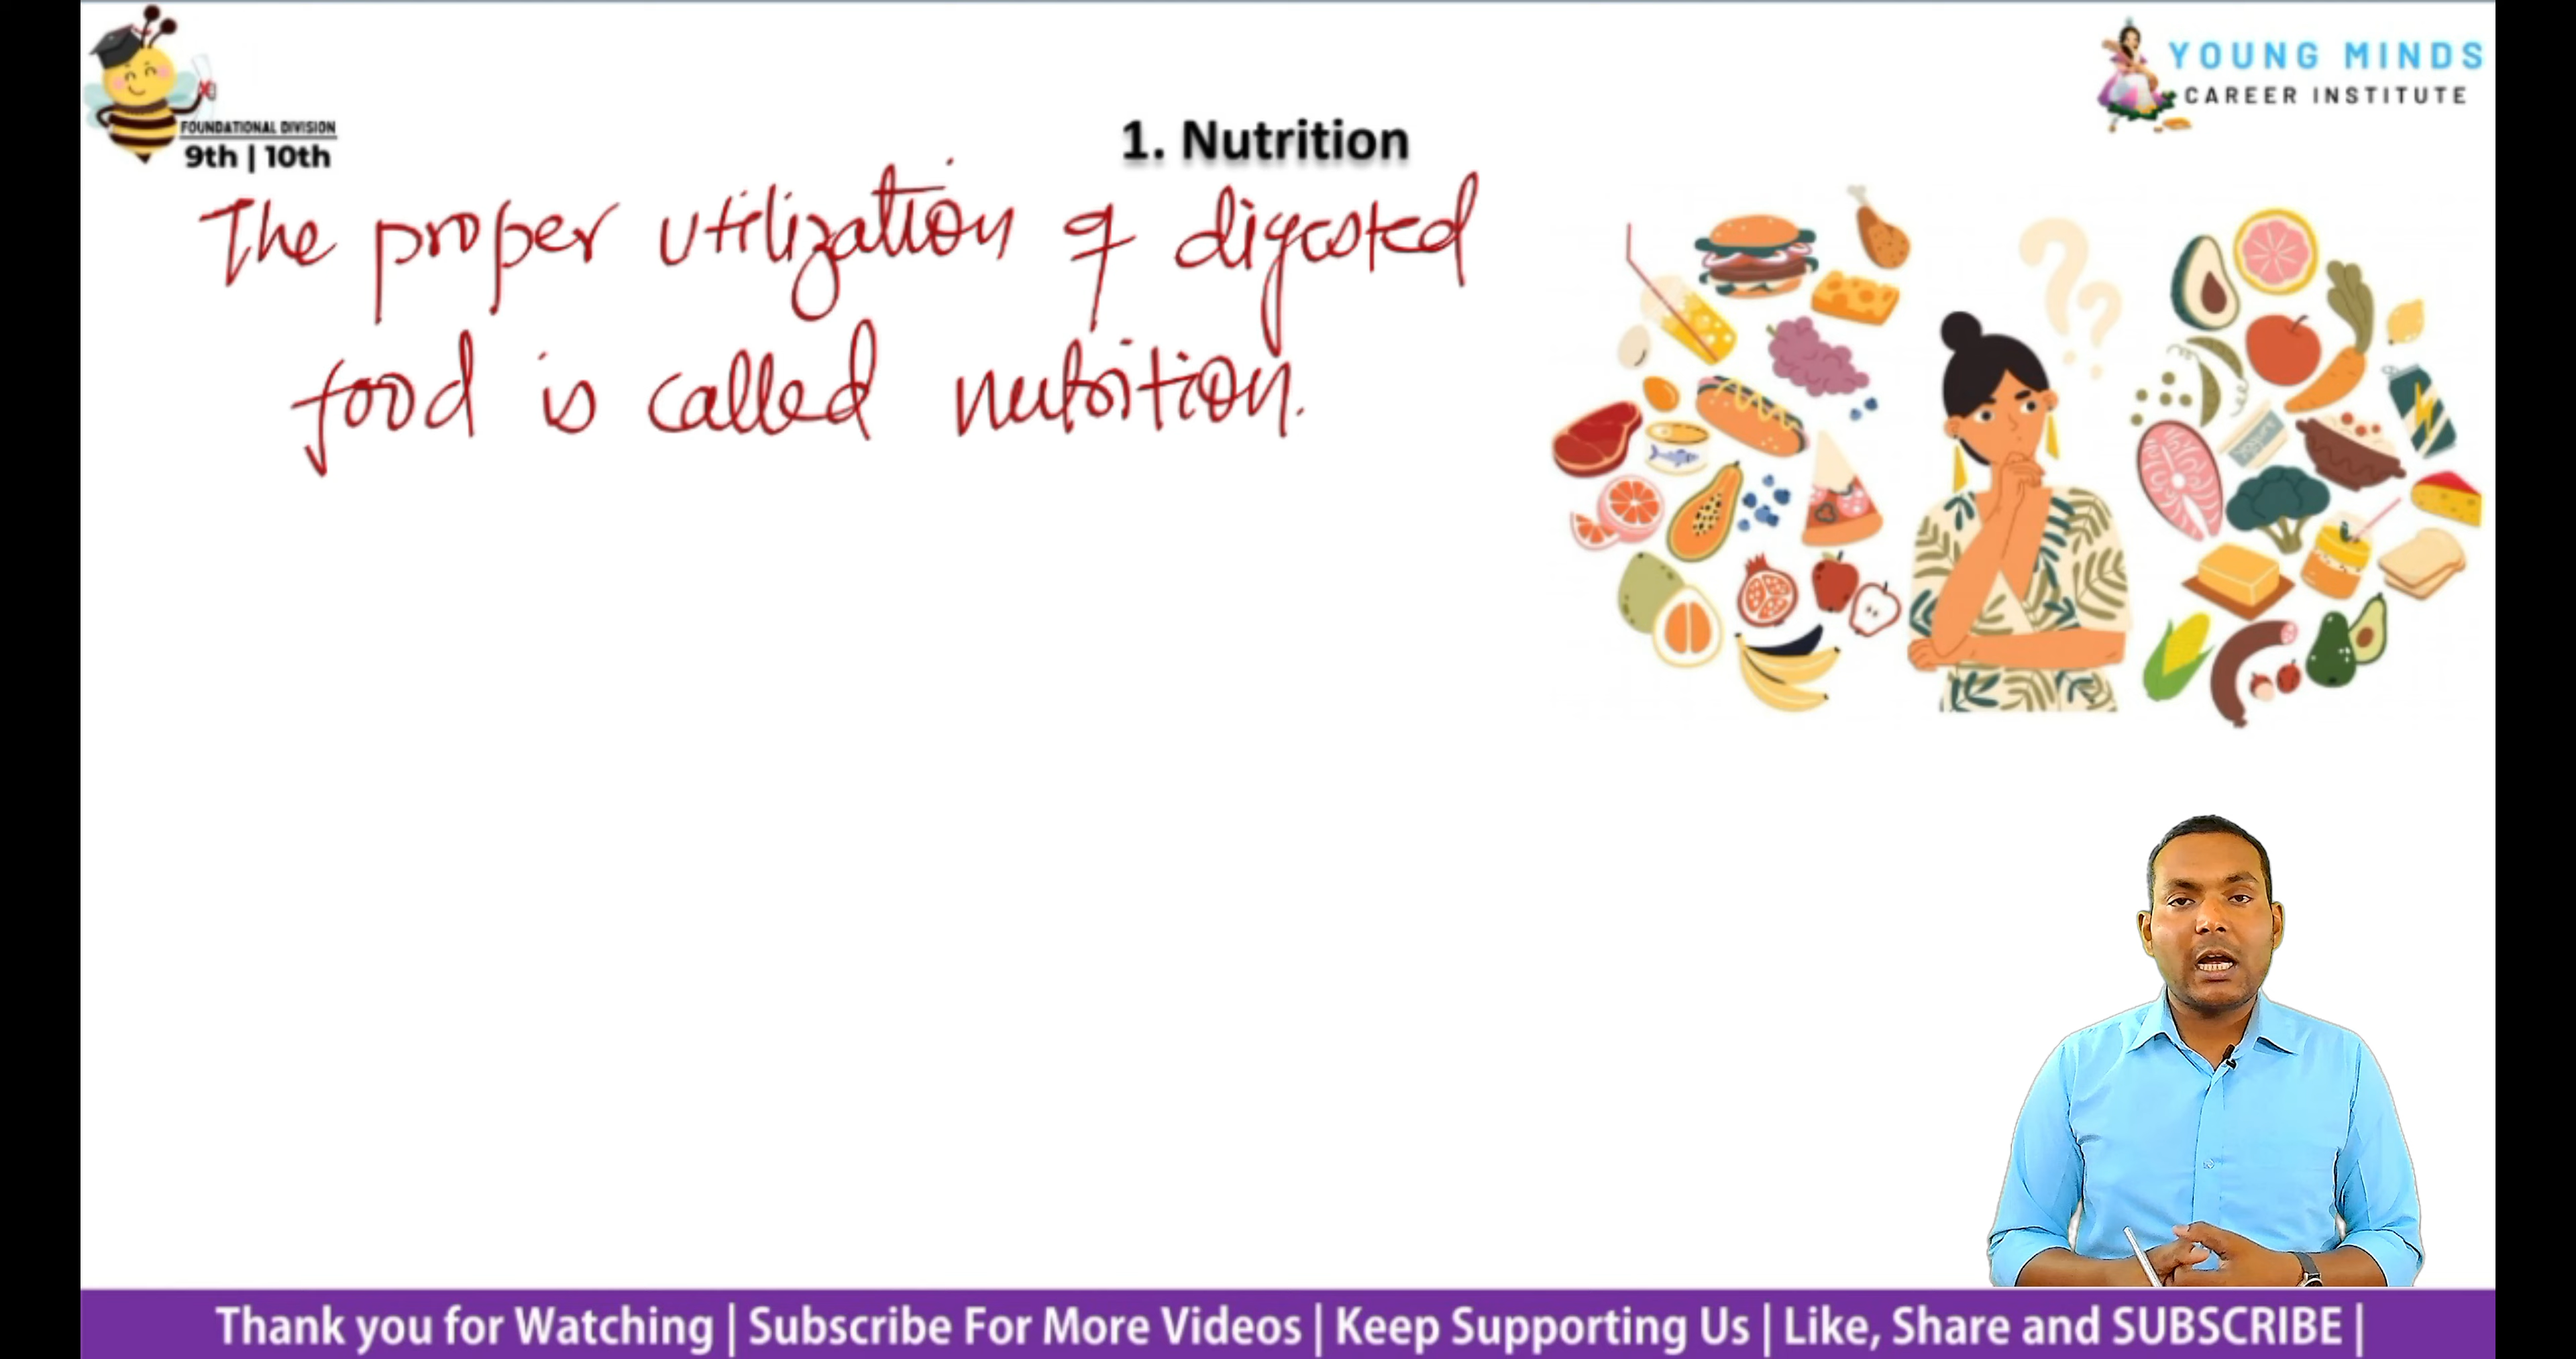 YOUNG MINDS
CAREER INSTITUTE
FOUNDATIONAL DIVISION
9th | 10th
1. Nutrition
The proper utilization of digested
food is called nutrition.
Thank you for Watching | Subscribe For More Videos | Keep Supporting Us | Like, Share and SUBSCRIBE |